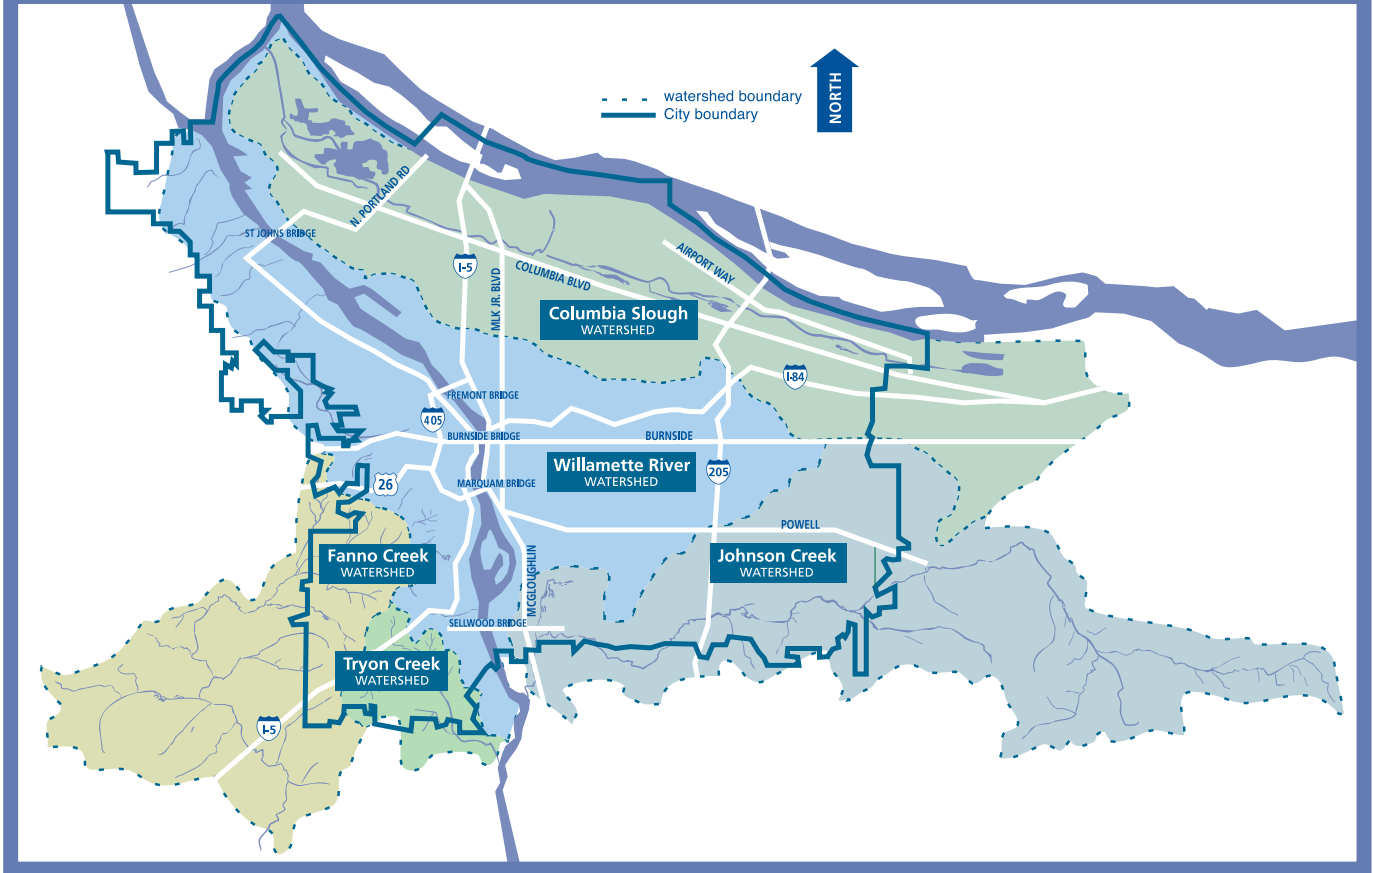 watershed boundary
City boundary
NORTH
N. PORTLAND RD
ST JOHNS BRIDGE
I-5
MLK JR. BLVD
COLUMBIA BLVD
AIRPORT WAY
Columbia Slough
WATERSHED
I-84
FREMONT BRIDGE
405
BURNSIDE BRIDGE
BURNSIDE
Willamette River
WATERSHED
205
26
MARQUAM BRIDGE
POWELL
Fanno Creek
WATERSHED
MCGLOUGHLIN
Johnson Creek
WATERSHED
SELLWOOD BRIDGE
Tryon Creek
WATERSHED
I-5